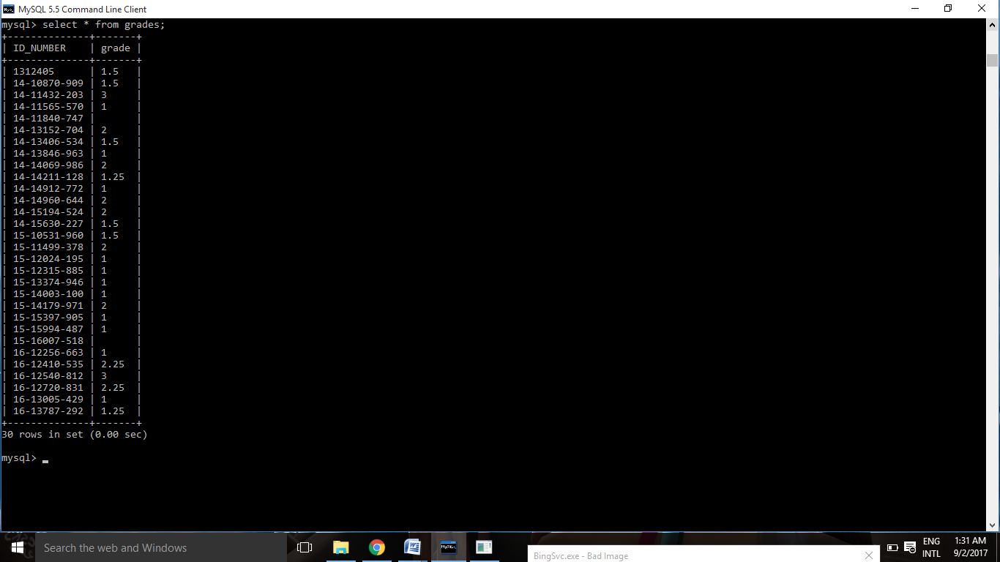 MySQL 5.5 Command Line Client
mysql> select * from grades;
+--------------+-------+
| ID_NUMBER    | grade |
+--------------+-------+
| 1312405      | 1.5   |
| 14-10870-909 | 1.5   |
| 14-11432-203 | 3     |
| 14-11565-570 | 1     |
| 14-11840-747 |       |
| 14-13152-704 | 2     |
| 14-13406-534 | 1.5   |
| 14-13846-963 | 1     |
| 14-14069-986 | 2     |
| 14-14211-128 | 1.25  |
| 14-14912-772 | 1     |
| 14-14960-644 | 2     |
| 14-15194-524 | 2     |
| 14-15630-227 | 1.5   |
| 15-10531-960 | 1.5   |
| 15-11499-378 | 2     |
| 15-12024-195 | 1     |
| 15-12315-885 | 1     |
| 15-13374-946 | 1     |
| 15-14003-100 | 1     |
| 15-14179-971 | 2     |
| 15-15397-905 | 1     |
| 15-15994-487 | 1     |
| 15-16007-518 |       |
| 16-12256-663 | 1     |
| 16-12410-535 | 2.25  |
| 16-12540-812 | 3     |
| 16-12720-831 | 2.25  |
| 16-13005-429 | 1     |
| 16-13787-292 | 1.25  |
+--------------+-------+
30 rows in set (0.00 sec)
mysql> _
Search the web and Windows
BingSvc.exe - Bad Image
ENG
INTL
1:31 AM
9/2/2017